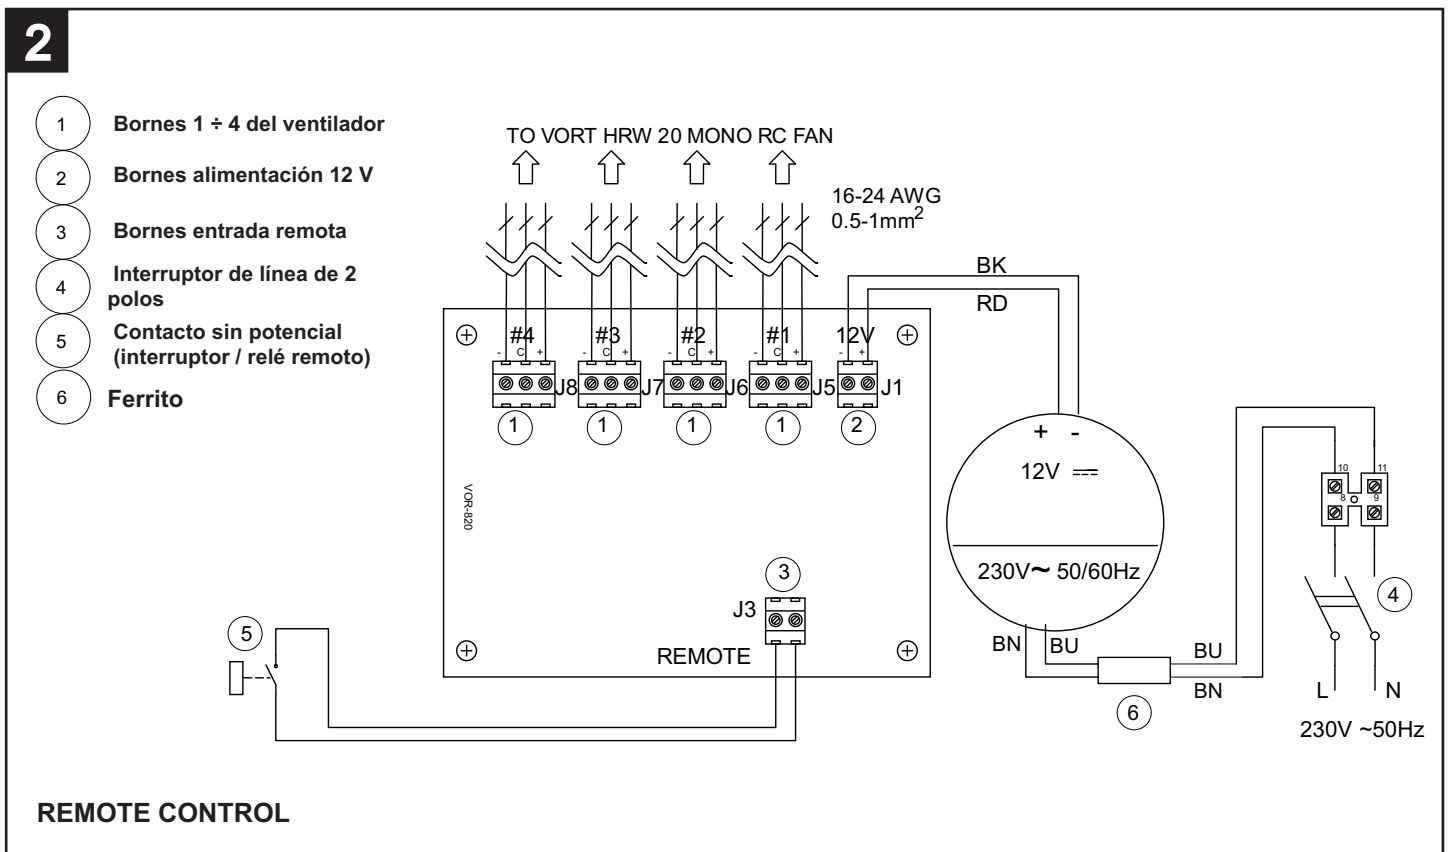 2
1 Bornes 1 ÷ 4 del ventilador
2 Bornes alimentación 12 V
3 Bornes entrada remota
4 Interruptor de línea de 2
polos
5 Contacto sin potencial
(interruptor / relé remoto)
6 Ferrito
TO VORT HRW 20 MONO RC FAN
16-24 AWG
0.5-1mm2
BK
RD
#4 #3 #2 #1 12V
- C + - C + - C + - C + - +
J8 J7 J6 J5 J1
1 1 1 1 2
+ -
12V
10 11
8 9
VOR-820
230V~ 50/60Hz
3
4
J3
5
BN BU BU
REMOTE
BN
L N
6
230V ~50Hz
REMOTE CONTROL